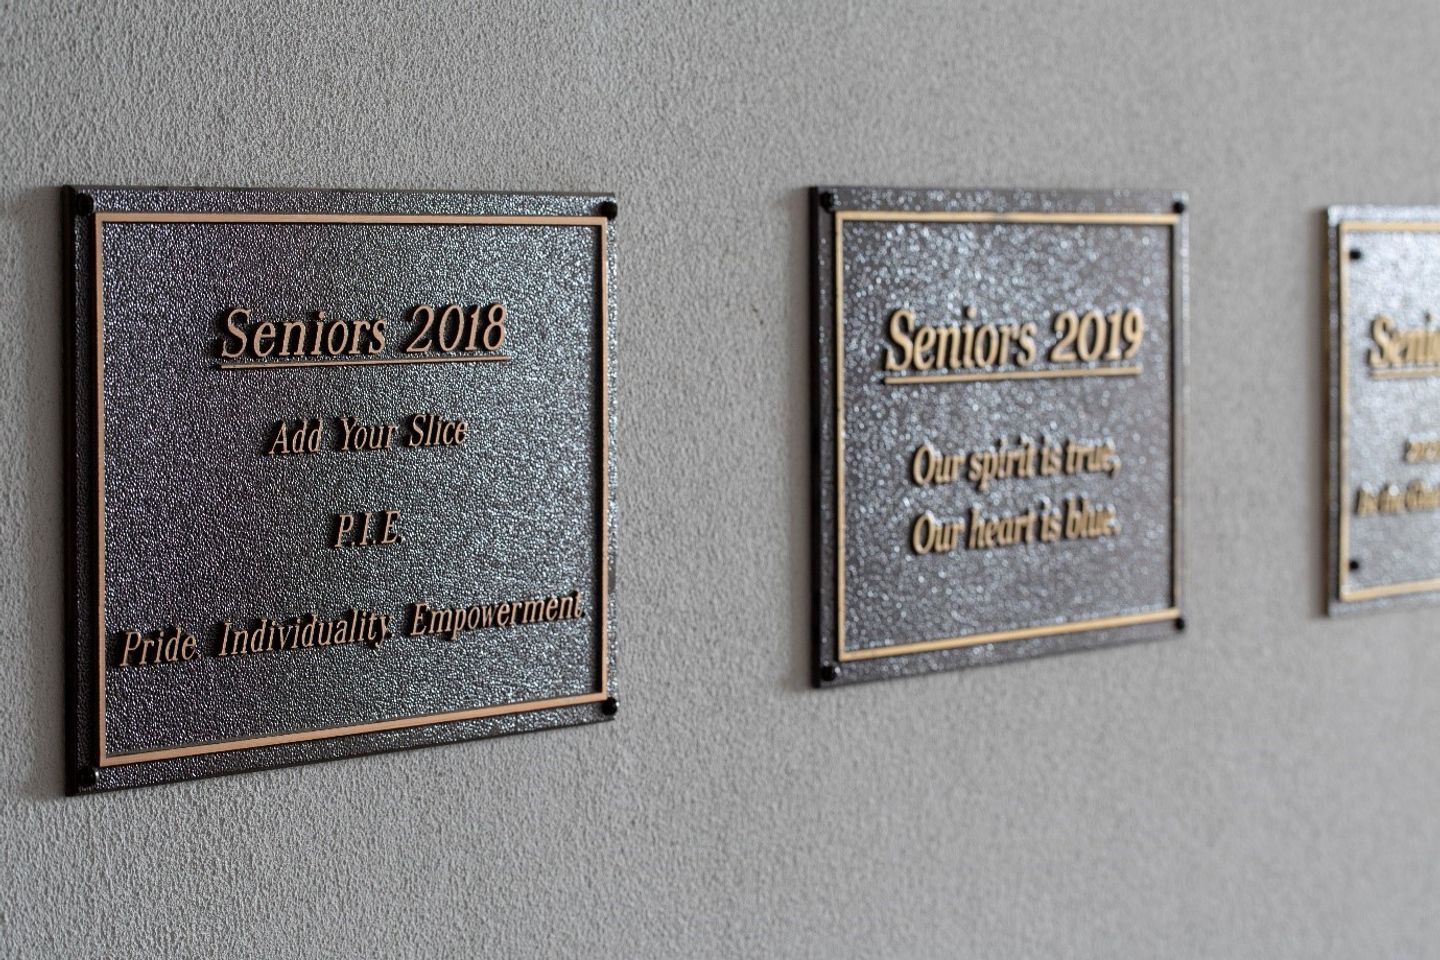 Seniors 2018
Add Your Slice
P.I.E.
Pride Individuality Empowerment
Seniors 2019
Our spirit is true,
Our heart is blue.